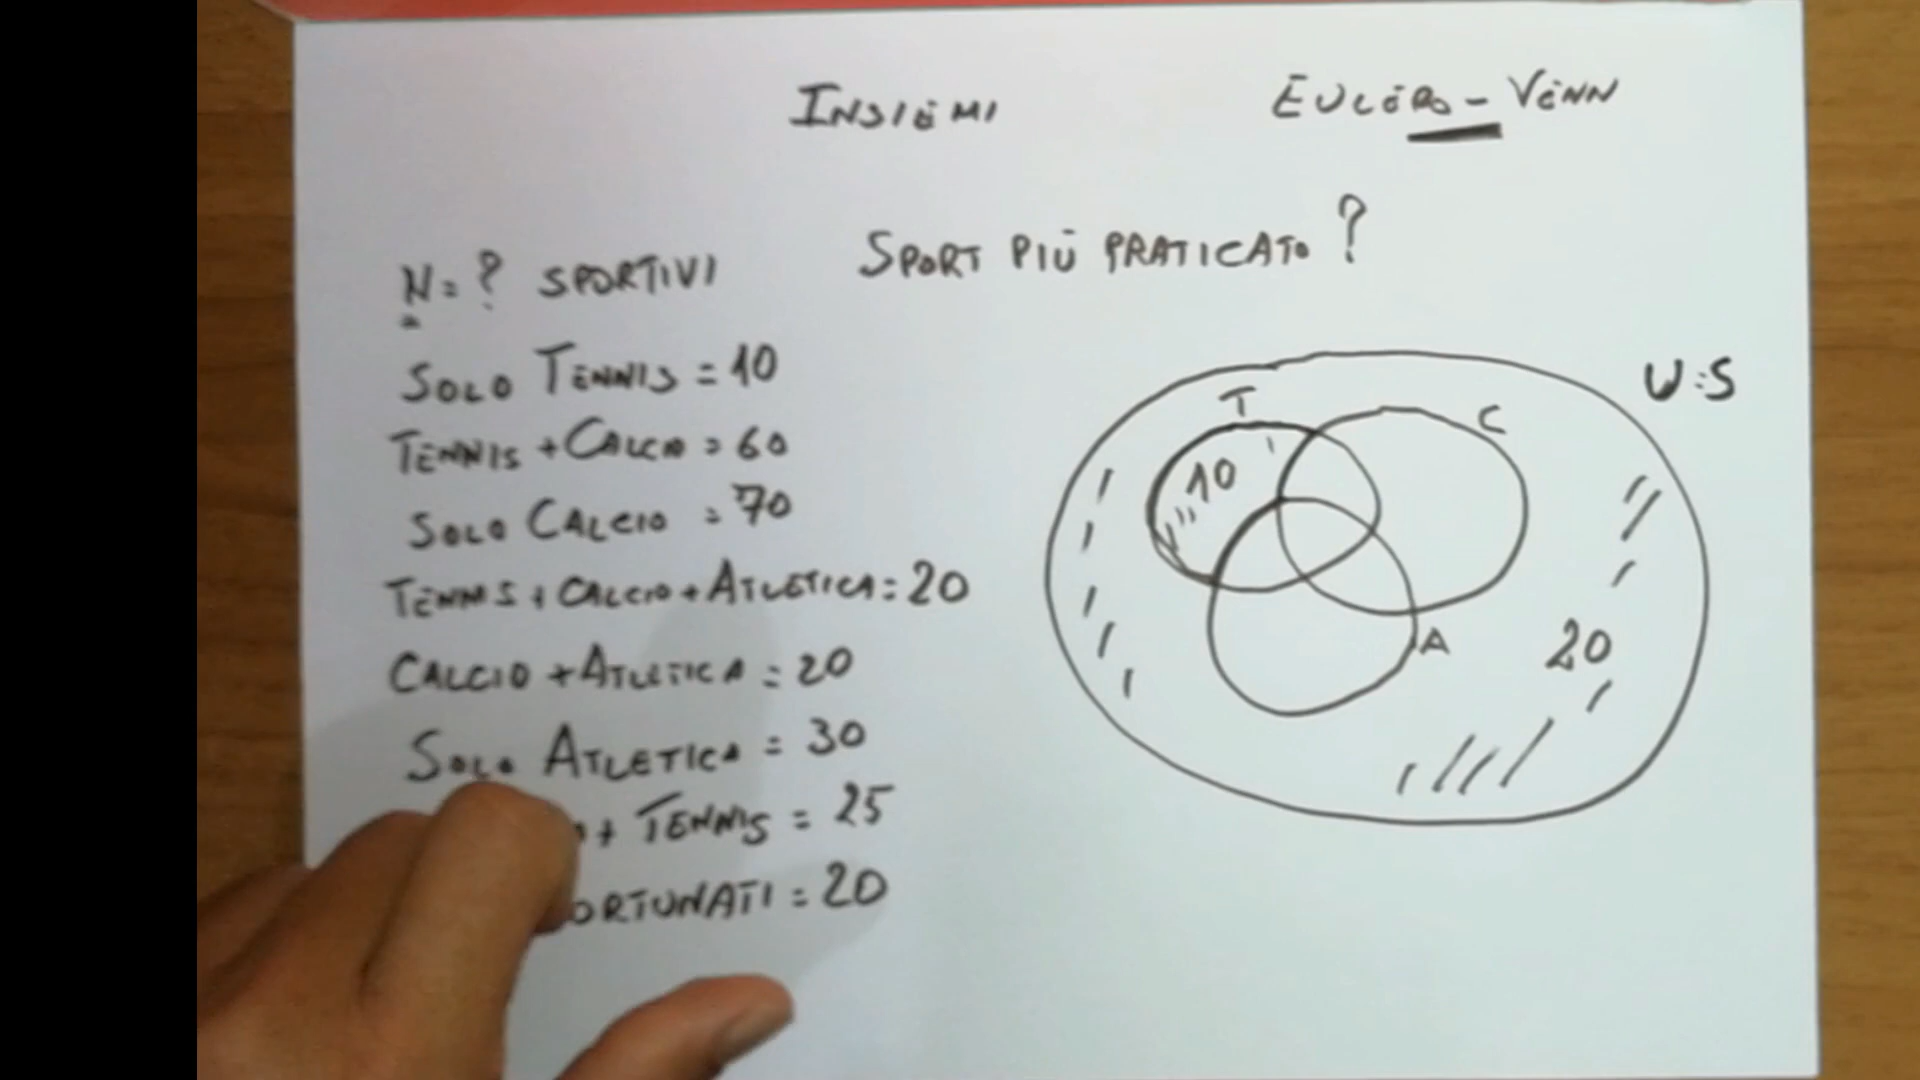 INSIEMI
EULERO - VENN
SPORT PIÙ PRATICATO ?
N = ? SPORTIVI
SOLO TENNIS = 10
TENNIS + CALCIO = 60
SOLO CALCIO = 70
TENNIS + CALCIO + ATLETICA = 20
CALCIO + ATLETICA = 20
SOLO ATLETICA = 30
+ TENNIS = 25
ORTUNATI = 20
U = S
T
C
10
A
20